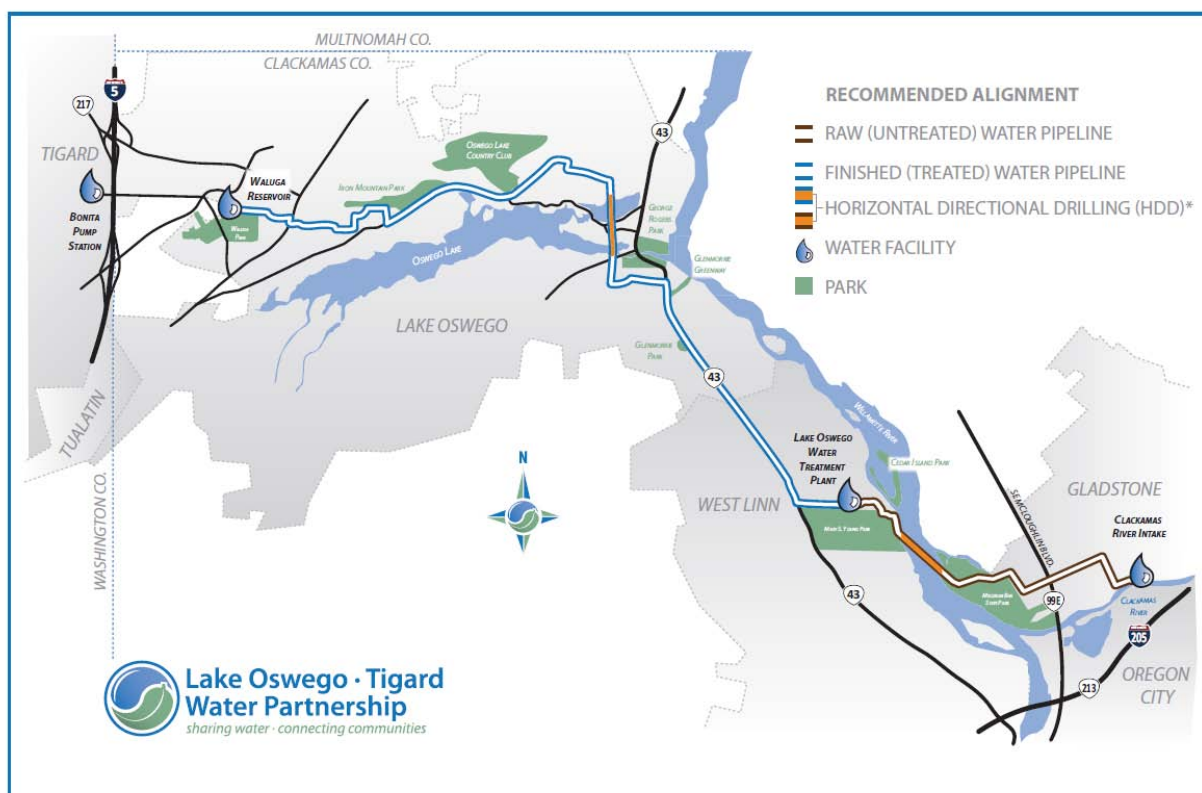 MULTNOMAH CO.
CLACKAMAS CO.
INTERSTATE
5
217
TIGARD
BONITA
PUMP
STATION
WALUGA
RESERVOIR
WALUGA
PARK
IRON MOUNTAIN PARK
OSWEGO LAKE
COUNTRY CLUB
43
GEORGE
ROGERS
PARK
GLENMORRIE
GREENWAY
OSWEGO LAKE
LAKE OSWEGO
GLENMORRIE
PARK
43
TUALATIN
WASHINGTON CO.
N
WILLAMETTE
RIVER
LAKE OSWEGO
WATER
TREATMENT
PLANT
CEDAR ISLAND PARK
WEST LINN
MARY S. YOUNG PARK
43
SE MCLOUGHLIN BLVD.
GLADSTONE
CLACKAMAS
RIVER INTAKE
STATE PARK
99E
CLACKAMAS
RIVER
205
213
OREGON
CITY
RECOMMENDED ALIGNMENT
RAW (UNTREATED) WATER PIPELINE
FINISHED (TREATED) WATER PIPELINE
HORIZONTAL DIRECTIONAL DRILLING (HDD)*
WATER FACILITY
PARK
Lake Oswego · Tigard
Water Partnership
sharing water · connecting communities